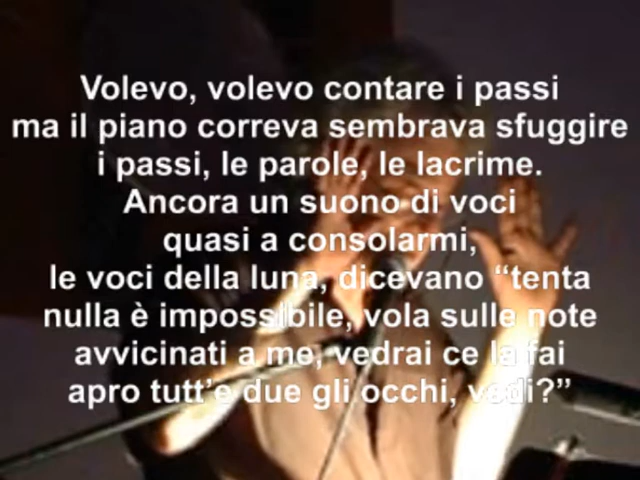 Volevo, volevo contare i passi
ma il piano correva sembrava sfuggire
i passi, le parole, le lacrime.
Ancora un suono di voci
quasi a consolarmi,
le voci della luna, dicevano “tenta
nulla è impossibile, vola sulle note
avvicinati a me, vedrai ce la fai
apro tutt’e due gli occhi, vedi?”